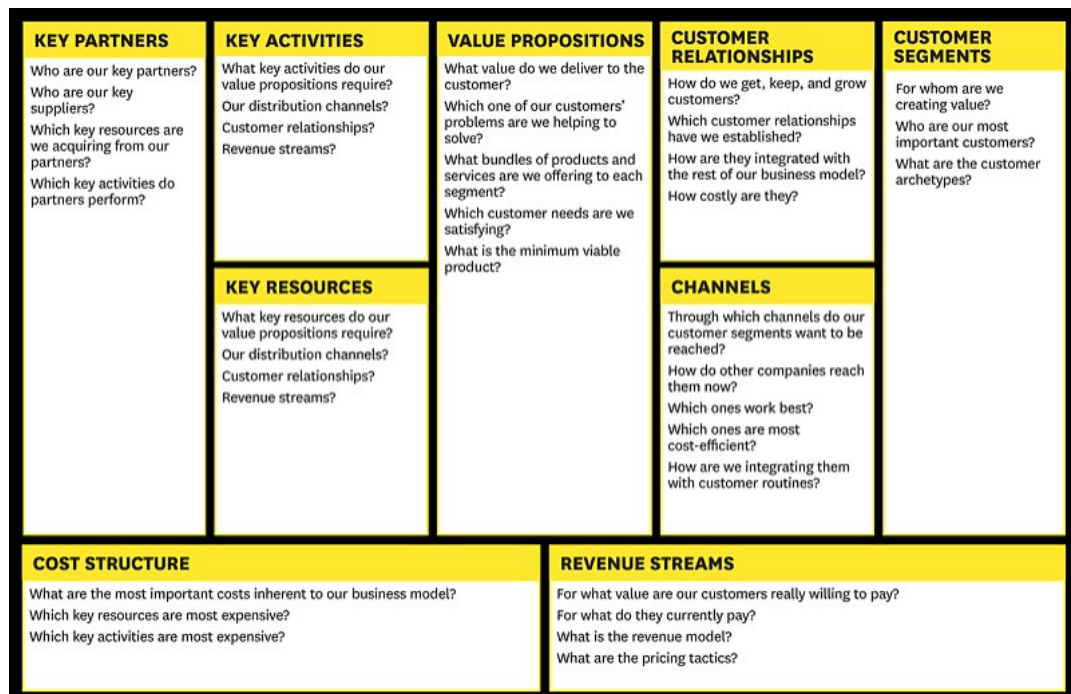 KEY PARTNERS
Who are our key partners?
Who are our key
suppliers?
Which key resources are
we acquiring from our
partners?
Which key activities do
partners perform?
KEY ACTIVITIES
What key activities do our
value propositions require?
Our distribution channels?
Customer relationships?
Revenue streams?
KEY RESOURCES
What key resources do our
value propositions require?
Our distribution channels?
Customer relationships?
Revenue streams?
VALUE PROPOSITIONS
What value do we deliver to the
customer?
Which one of our customers’
problems are we helping to
solve?
What bundles of products and
services are we offering to each
segment?
Which customer needs are we
satisfying?
What is the minimum viable
product?
CUSTOMER
RELATIONSHIPS
How do we get, keep, and grow
customers?
Which customer relationships
have we established?
How are they integrated with
the rest of our business model?
How costly are they?
CHANNELS
Through which channels do our
customer segments want to be
reached?
How do other companies reach
them now?
Which ones work best?
Which ones are most
cost-efficient?
How are we integrating them
with customer routines?
CUSTOMER
SEGMENTS
For whom are we
creating value?
Who are our most
important customers?
What are the customer
archetypes?
COST STRUCTURE
What are the most important costs inherent to our business model?
Which key resources are most expensive?
Which key activities are most expensive?
REVENUE STREAMS
For what value are our customers really willing to pay?
For what do they currently pay?
What is the revenue model?
What are the pricing tactics?